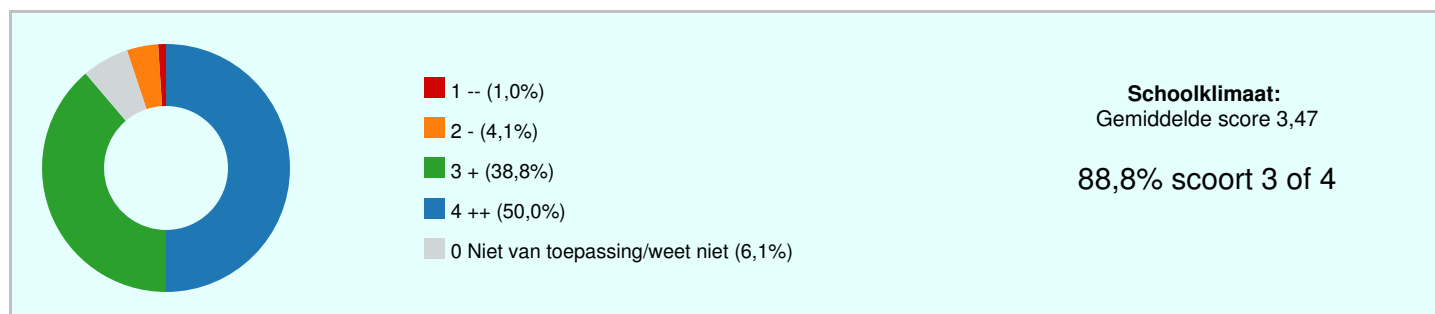 1 -- (1,0%)
2 - (4,1%)
3 + (38,8%)
4 ++ (50,0%)
0 Niet van toepassing/weet niet (6,1%)
Schoolklimaat:
Gemiddelde score 3,47
88,8% scoort 3 of 4